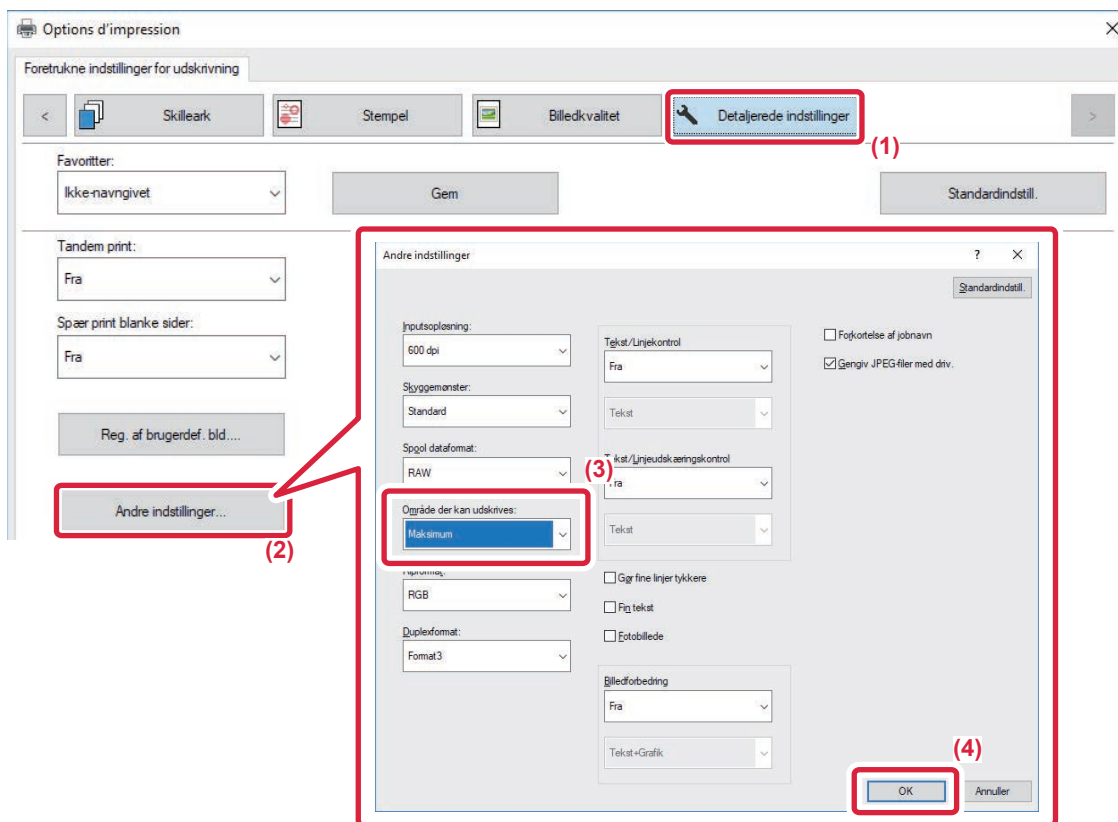 Options d'impression
Foretrukne indstillinger for udskrivning
<
Skilleark
Stempel
Billedkvalitet
Detaljerede indstillinger
>
(1)
Favoritter:
Ikke-navngivet
Gem
Standardindstill.
Tandem print:
Fra
Spær print blanke sider:
Fra
Reg. af brugerdef. bld....
Andre indstillinger...
(2)
Andre indstillinger
?
Standardindstill.
Inputsopløsning:
600 dpi
Skyggemønster:
Standard
Spool dataformat:
RAW
(3)
Område der kan udskrives:
Maksimum
RGB
Duplexformat:
Format3
Tekst/Linjekontrol
Fra
Tekst
Tekst/Linjeudskæringskontrol
Fra
Tekst
Gør fine linjer tykkere
Fin tekst
Fotobillede
Billedforbedring
Fra
Tekst+Grafik
Forkortelse af jobnavn
Gengiv JPEG-filer med driv.
(4)
OK
Annuller